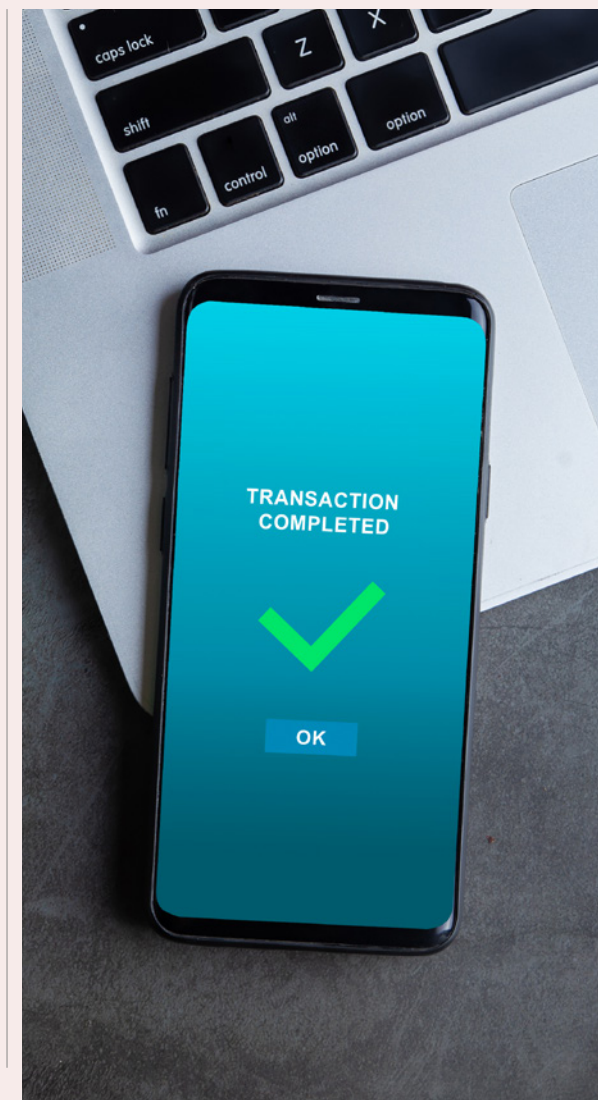 caps lock
Z
X
shift
alt
option
option
control
fn
TRANSACTION
COMPLETED
OK